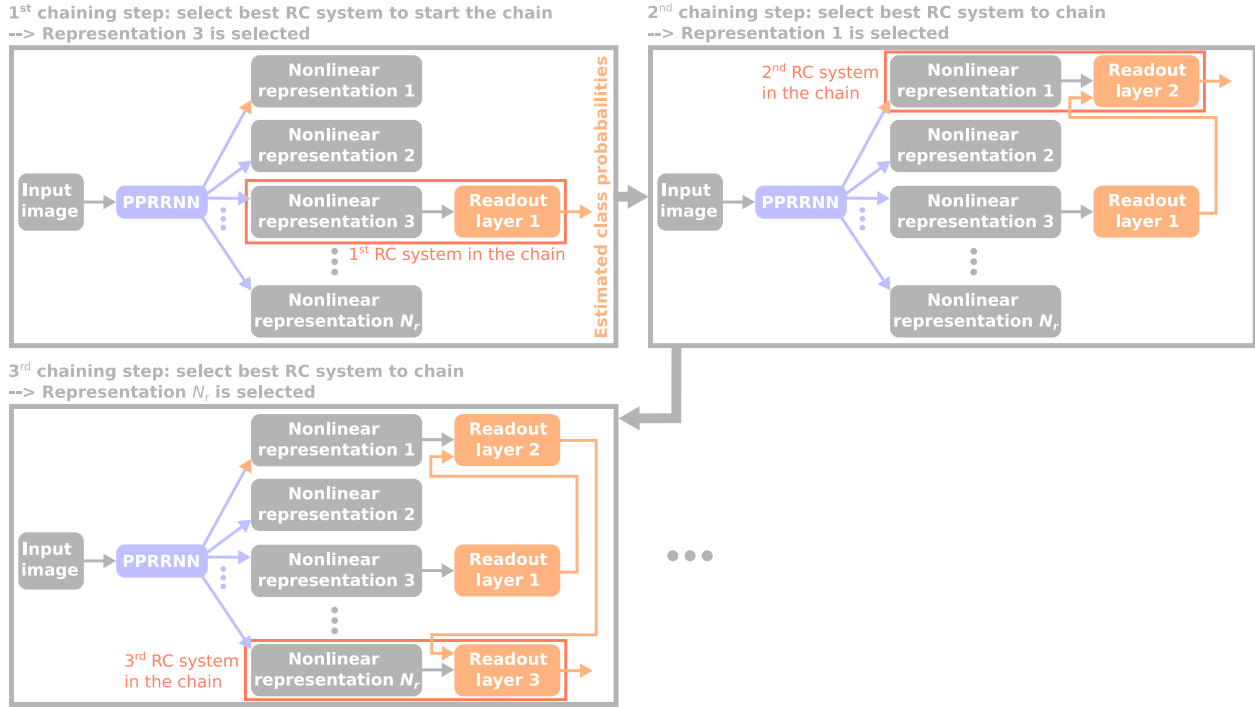 1st chaining step: select best RC system to start the chain
--> Representation 3 is selected
Nonlinear
representation 1
Nonlinear
representation 2
Input
image
PPRRNN
Nonlinear
representation 3
Readout
layer 1
1st RC system in the chain
Nonlinear
representation Nr
Estimated class probabailities
2nd chaining step: select best RC system to chain
--> Representation 1 is selected
2nd RC system
in the chain
Nonlinear
representation 1
Readout
layer 2
Nonlinear
representation 2
Input
image
PPRRNN
Nonlinear
representation 3
Readout
layer 1
Nonlinear
representation Nr
3rd chaining step: select best RC system to chain
--> Representation Nr is selected
Nonlinear
representation 1
Readout
layer 2
Nonlinear
representation 2
Input
image
PPRRNN
Nonlinear
representation 3
Readout
layer 1
3rd RC system
in the chain
Nonlinear
representation Nr
Readout
layer 3